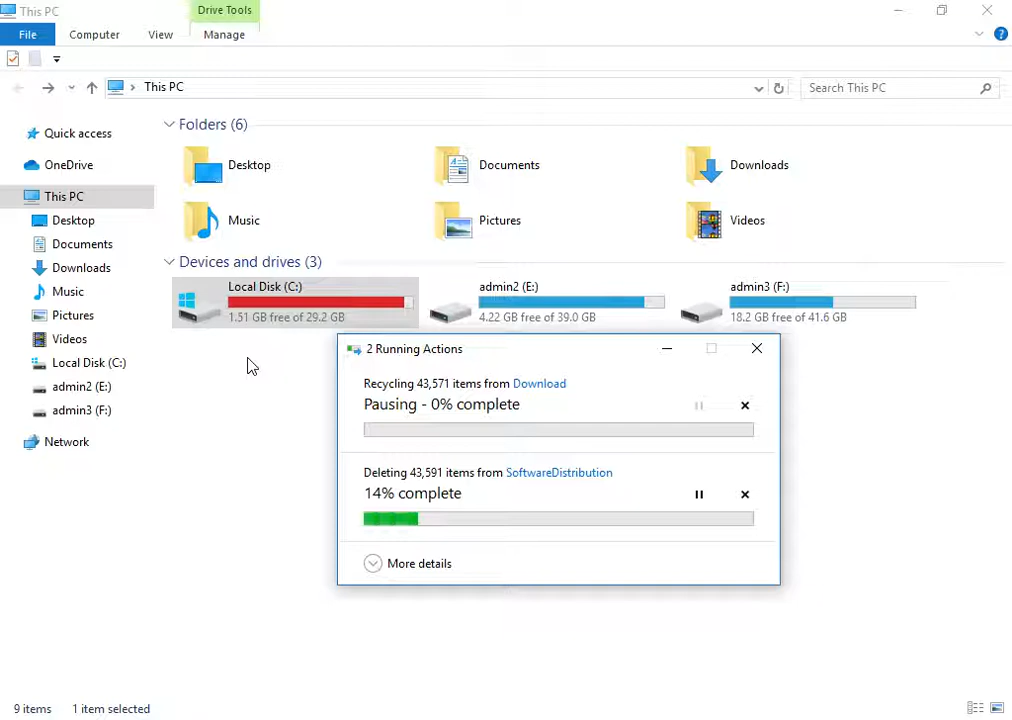 This PC
Drive Tools
File
Computer
View
Manage
This PC
Search This PC
Quick access
OneDrive
This PC
Desktop
Documents
Downloads
Music
Pictures
Videos
Local Disk (C:)
admin2 (E:)
admin3 (F:)
Network
Folders (6)
Desktop
Documents
Downloads
Music
Pictures
Videos
Devices and drives (3)
Local Disk (C:)
1.51 GB free of 29.2 GB
admin2 (E:)
4.22 GB free of 39.0 GB
admin3 (F:)
18.2 GB free of 41.6 GB
2 Running Actions
Recycling 43,571 items from Download
Pausing - 0% complete
Deleting 43,591 items from SoftwareDistribution
14% complete
More details
9 items
1 item selected